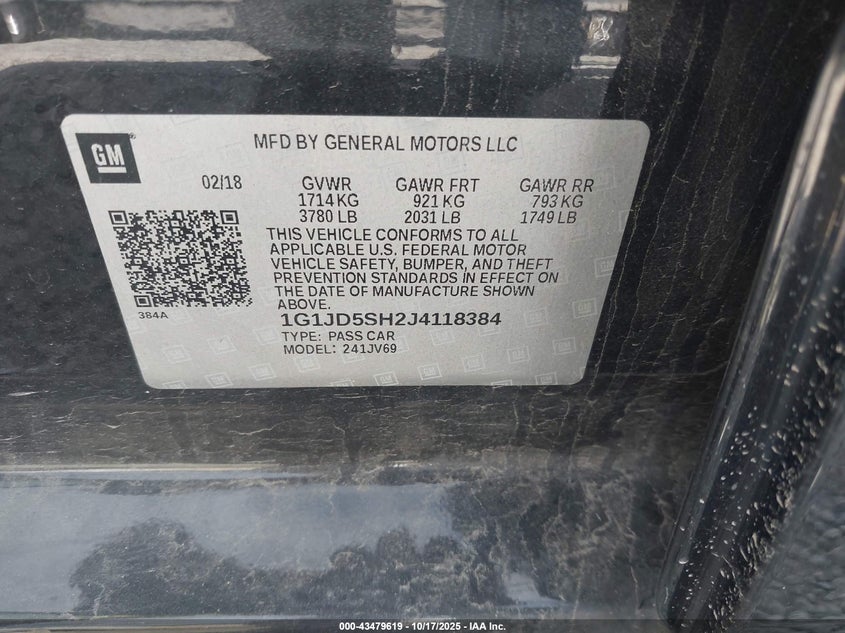 GM
MFD BY GENERAL MOTORS LLC
02/18 GVWR GAWR FRT GAWR RR
1714 KG 921 KG 793 KG
3780 LB 2031 LB 1749 LB
THIS VEHICLE CONFORMS TO ALL
APPLICABLE U.S. FEDERAL MOTOR
VEHICLE SAFETY, BUMPER, AND THEFT
PREVENTION STANDARDS IN EFFECT ON
THE DATE OF MANUFACTURE SHOWN
ABOVE.
384A
1G1JD5SH2J4118384
TYPE: PASS CAR
MODEL: 241JV69
000-43479619 | 10/17/2025 - IAA Inc.